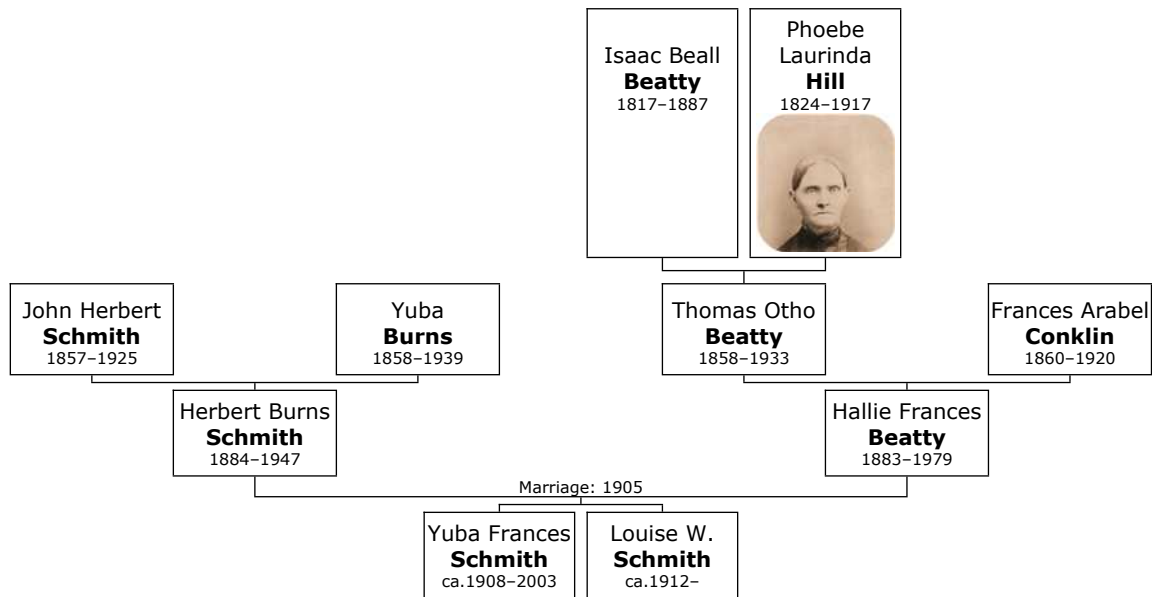 Isaac Beall
Beatty
1817–1887
Phoebe
Laurinda
Hill
1824–1917
John Herbert
Schmith
1857–1925
Yuba
Burns
1858–1939
Thomas Otho
Beatty
1858–1933
Frances Arabel
Conklin
1860–1920
Herbert Burns
Schmith
1884–1947
Hallie Frances
Beatty
1883–1979
Marriage: 1905
Yuba Frances
Schmith
ca.1908–2003
Louise W.
Schmith
ca.1912–